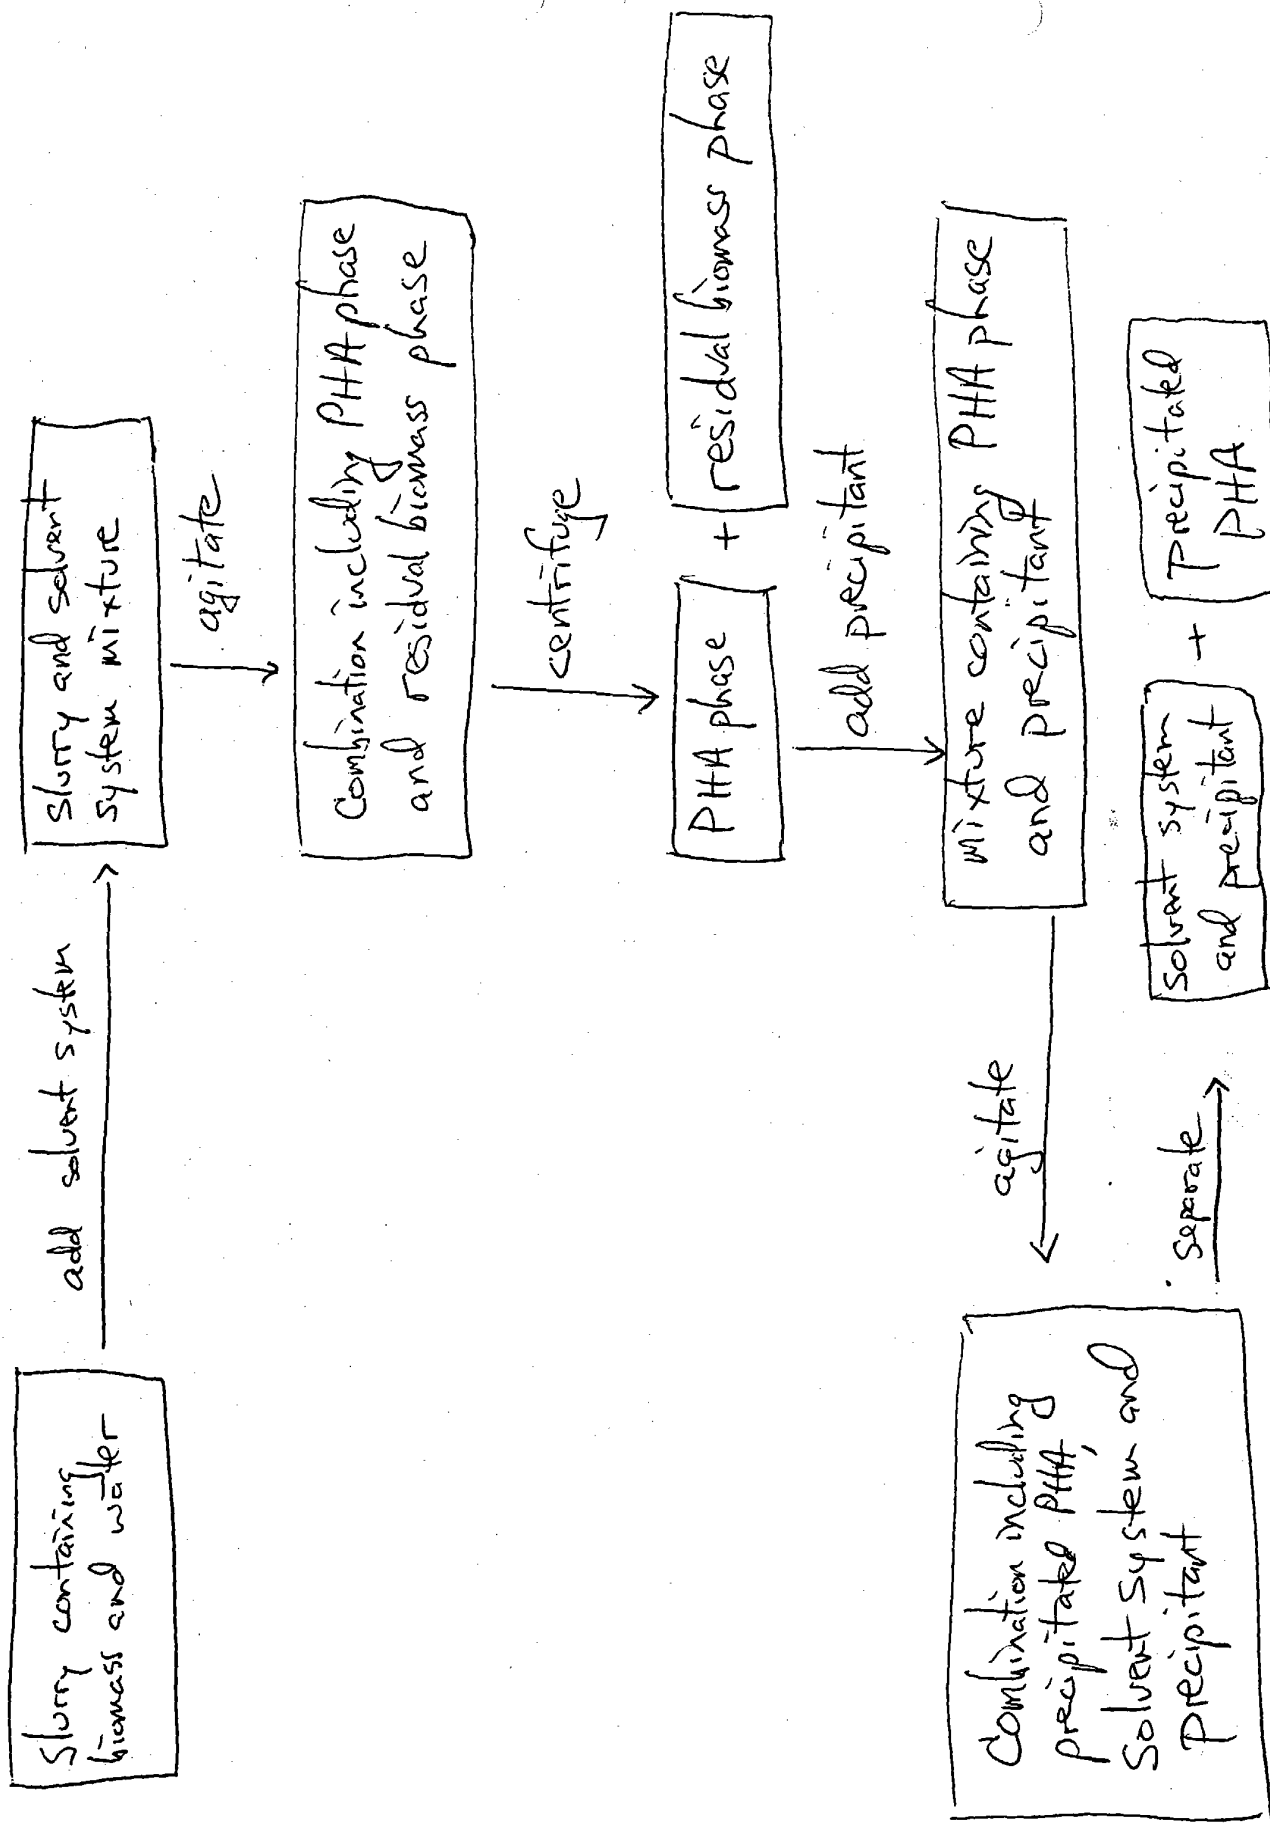 Slurry containing
biomass and water
add solvent system
Slurry and solvent
system mixture
agitate
Combination including PHA phase
and residual biomass phase
centrifuge
PHA phase
+
residual biomass phase
add precipitant
Mixture containing PHA phase
and precipitant
agitate
Combination including
precipitated PHA,
Solvent System and
Precipitant
separate
Solvent system
and precipitant
+
Precipitated
PHA